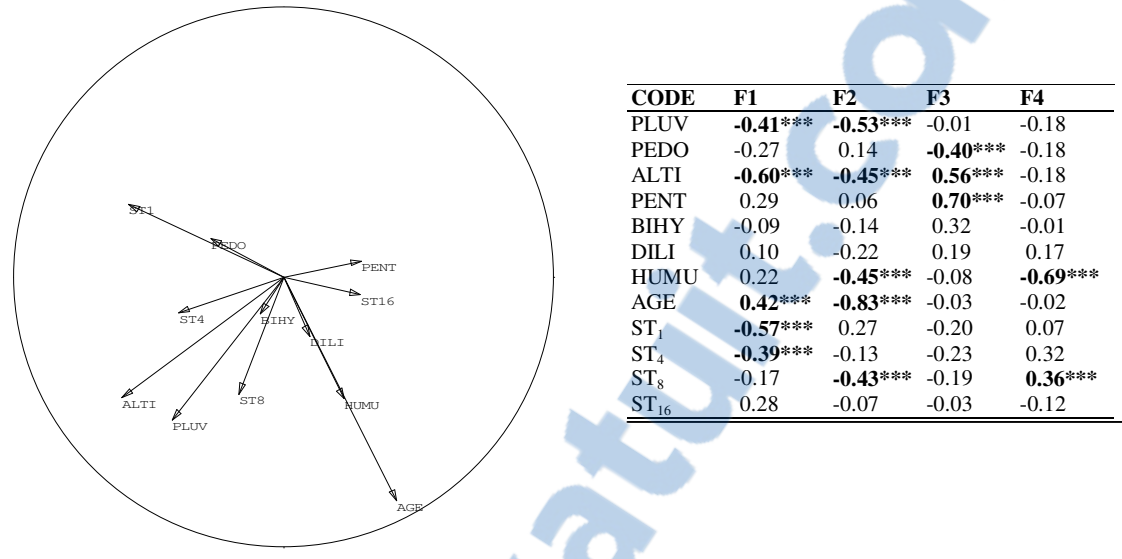 ST1
PEDO
PENT
ST16
ST4
BIHY
DILI
ALTI
ST8
HUMU
PLUV
AGE
CODE F1 F2 F3 F4
PLUV -0.41*** -0.53*** -0.01 -0.18
PEDO -0.27 0.14 -0.40*** -0.18
ALTI -0.60*** -0.45*** 0.56*** -0.18
PENT 0.29 0.06 0.70*** -0.07
BIHY -0.09 -0.14 0.32 -0.01
DILI 0.10 -0.22 0.19 0.17
HUMU 0.22 -0.45*** -0.08 -0.69***
AGE 0.42*** -0.83*** -0.03 -0.02
ST₁ -0.57*** 0.27 -0.20 0.07
ST₄ -0.39*** -0.13 -0.23 0.32
ST₈ -0.17 -0.43*** -0.19 0.36***
ST₁₆ 0.28 -0.07 -0.03 -0.12